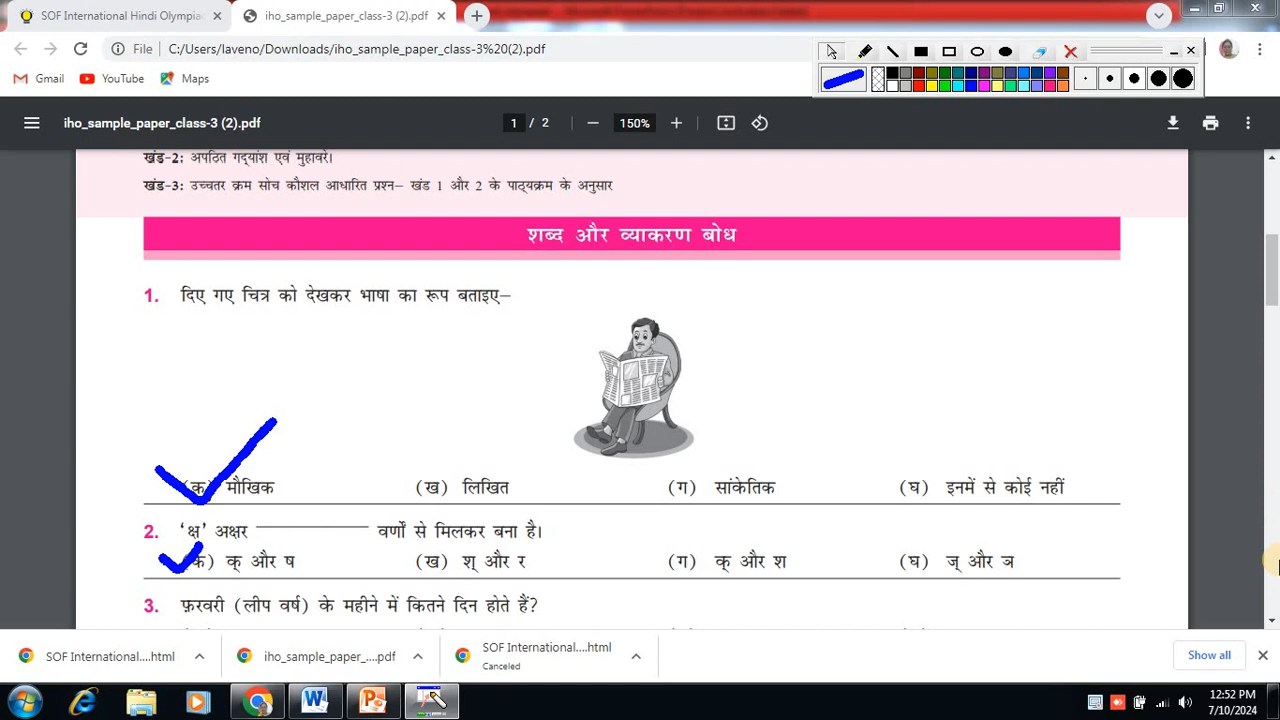 SOF International Hindi Olympia
iho_sample_paper_class-3 (2).pdf
File C:/Users/laveno/Downloads/iho_sample_paper_class-3%20(2).pdf
Gmail YouTube Maps
iho_sample_paper_class-3 (2).pdf 1 / 2 150%
खंड-2: अपठित गद्यांश एवं मुहावरे।
खंड-3: उच्चतर क्रम सोच कौशल आधारित प्रश्न– खंड 1 और 2 के पाठ्यक्रम के अनुसार
शब्द और व्याकरण बोध
1. दिए गए चित्र को देखकर भाषा का रूप बताइए–
(क) मौखिक (ख) लिखित (ग) सांकेतिक (घ) इनमें से कोई नहीं
2. 'क्ष' अक्षर __________ वर्णों से मिलकर बना है।
(क) क् और ष (ख) श् और र (ग) क् और श (घ) ज् और ञ
3. फ़रवरी (लीप वर्ष) के महीने में कितने दिन होते हैं?
SOF International....html iho_sample_paper_....pdf SOF International....html Show all
Canceled
12:52 PM
7/10/2024